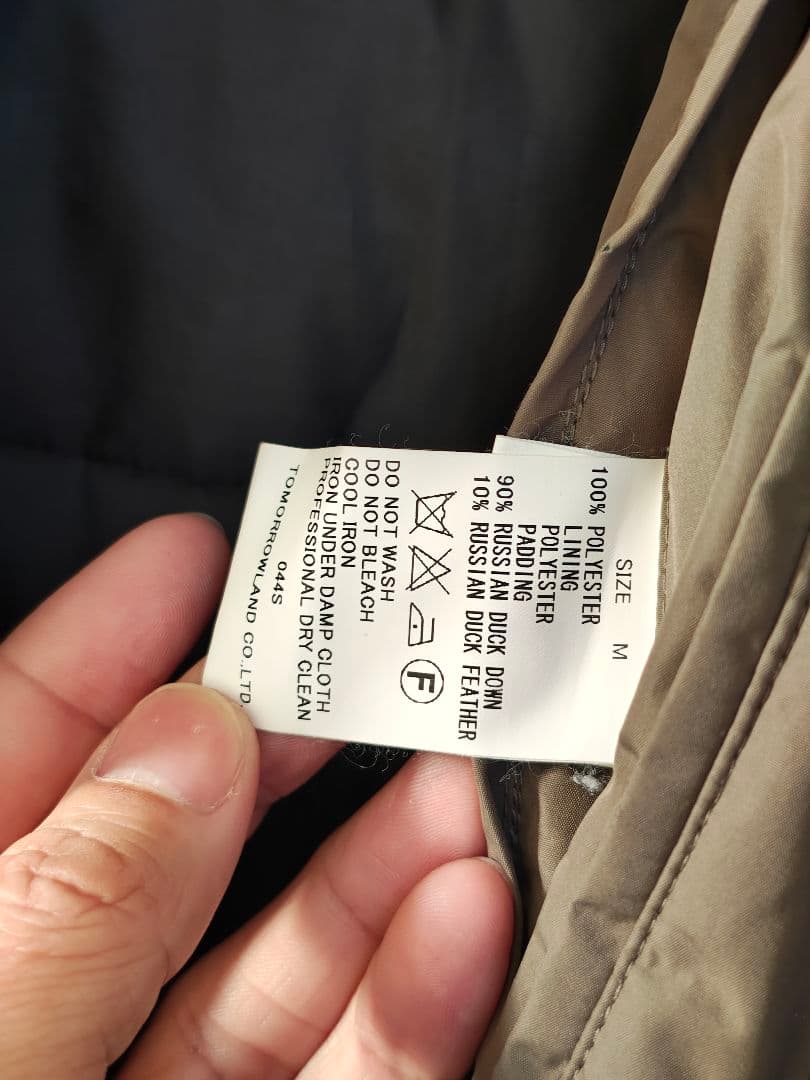 SIZE M
100% POLYESTER
LINING
POLYESTER
PADDING
90% RUSSIAN DUCK DOWN
10% RUSSIAN DUCK FEATHER
F
DO NOT WASH
DO NOT BLEACH
COOL IRON
IRON UNDER DAMP CLOTH
PROFESSIONAL DRY CLEAN
044S
TOMORROWLAND CO.,LTD.